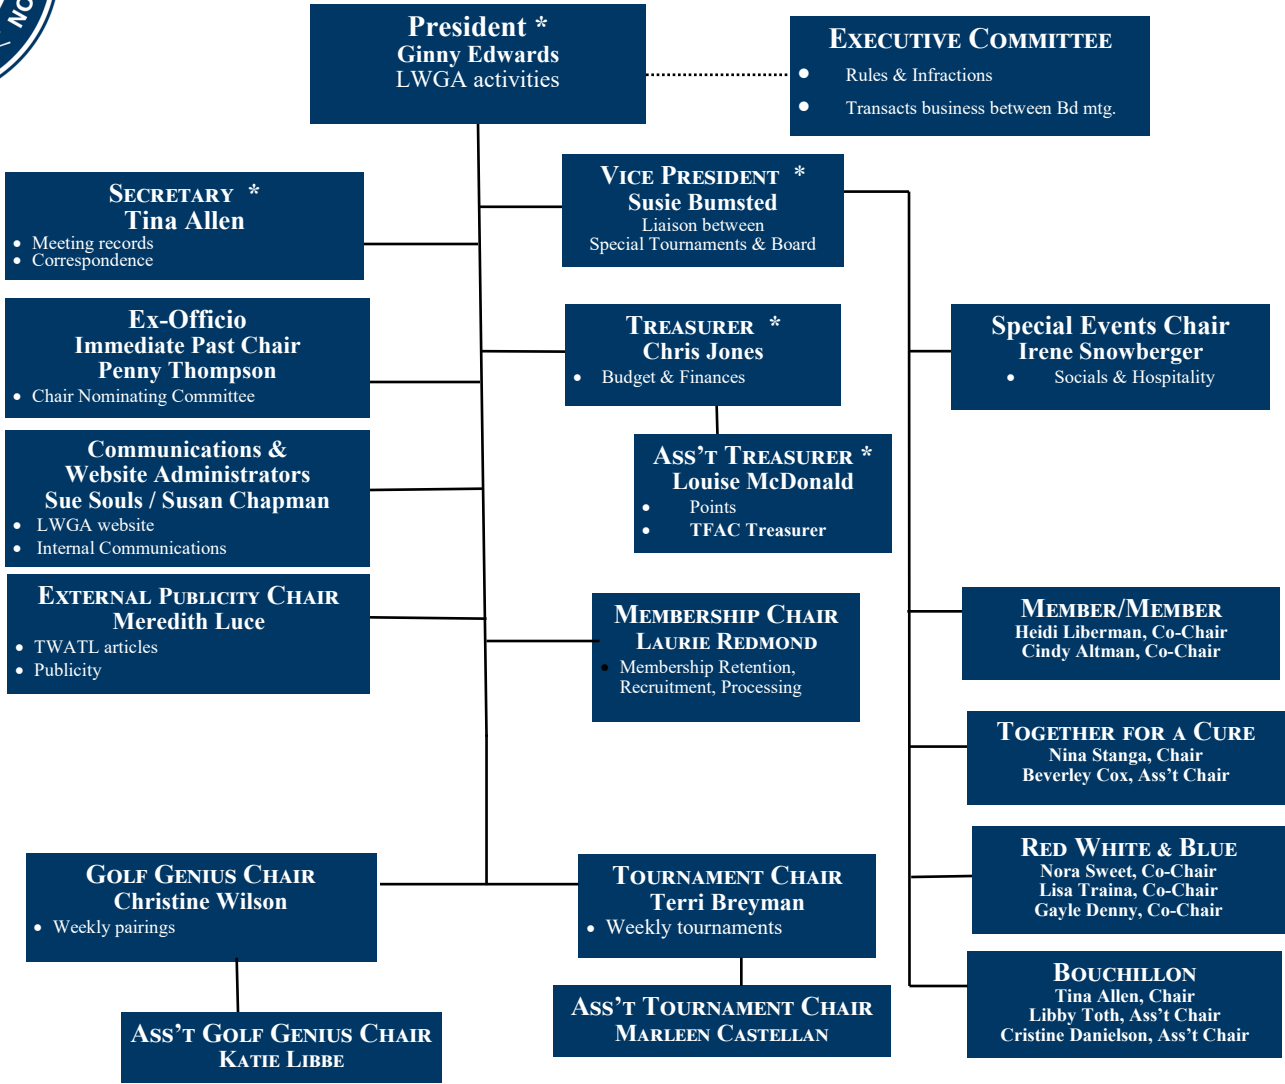 NO
President *
Ginny Edwards
LWGA activities
EXECUTIVE COMMITTEE
• Rules & Infractions
• Transacts business between Bd mtg.
SECRETARY *
Tina Allen
• Meeting records
• Correspondence
VICE PRESIDENT *
Susie Bumsted
Liaison between
Special Tournaments & Board
Ex-Officio
Immediate Past Chair
Penny Thompson
• Chair Nominating Committee
TREASURER *
Chris Jones
• Budget & Finances
Special Events Chair
Irene Snowberger
• Socials & Hospitality
Communications &
Website Administrators
Sue Souls / Susan Chapman
• LWGA website
• Internal Communications
ASS'T TREASURER *
Louise McDonald
• Points
• TFAC Treasurer
EXTERNAL PUBLICITY CHAIR
Meredith Luce
• TWATL articles
• Publicity
MEMBERSHIP CHAIR
LAURIE REDMOND
• Membership Retention,
Recruitment, Processing
MEMBER/MEMBER
Heidi Liberman, Co-Chair
Cindy Altman, Co-Chair
TOGETHER FOR A CURE
Nina Stanga, Chair
Beverley Cox, Ass't Chair
RED WHITE & BLUE
Nora Sweet, Co-Chair
Lisa Traina, Co-Chair
Gayle Denny, Co-Chair
GOLF GENIUS CHAIR
Christine Wilson
• Weekly pairings
TOURNAMENT CHAIR
Terri Breyman
• Weekly tournaments
BOUCHILLON
Tina Allen, Chair
Libby Toth, Ass't Chair
Cristine Danielson, Ass't Chair
ASS'T GOLF GENIUS CHAIR
KATIE LIBBE
ASS'T TOURNAMENT CHAIR
MARLEEN CASTELLAN